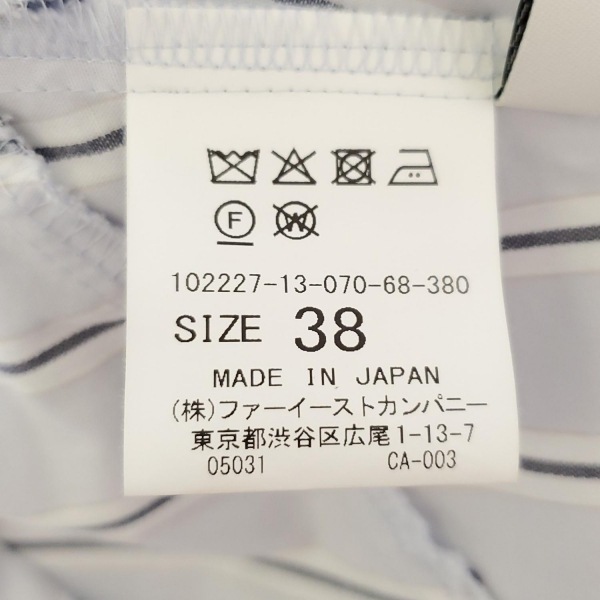 F W
102227-13-070-68-380
SIZE 38
MADE IN JAPAN
(株)ファーイーストカンパニー
東京都渋谷区広尾1-13-7
05031 CA-003